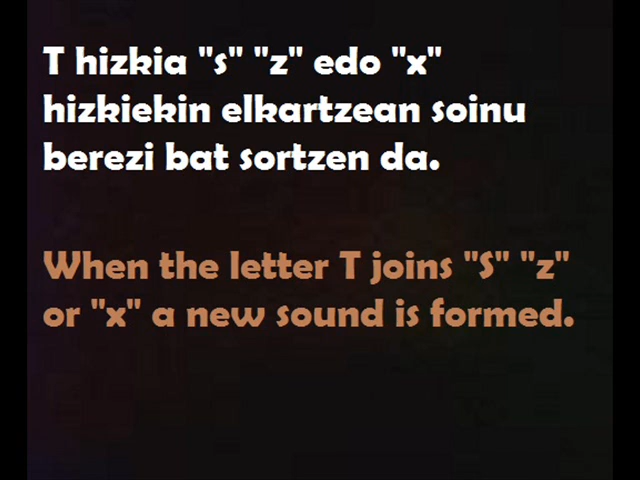 T hizkia "s" "z" edo "x"
hizkiekin elkartzean soinu
berezi bat sortzen da.
When the letter T joins "S" "z"
or "x" a new sound is formed.